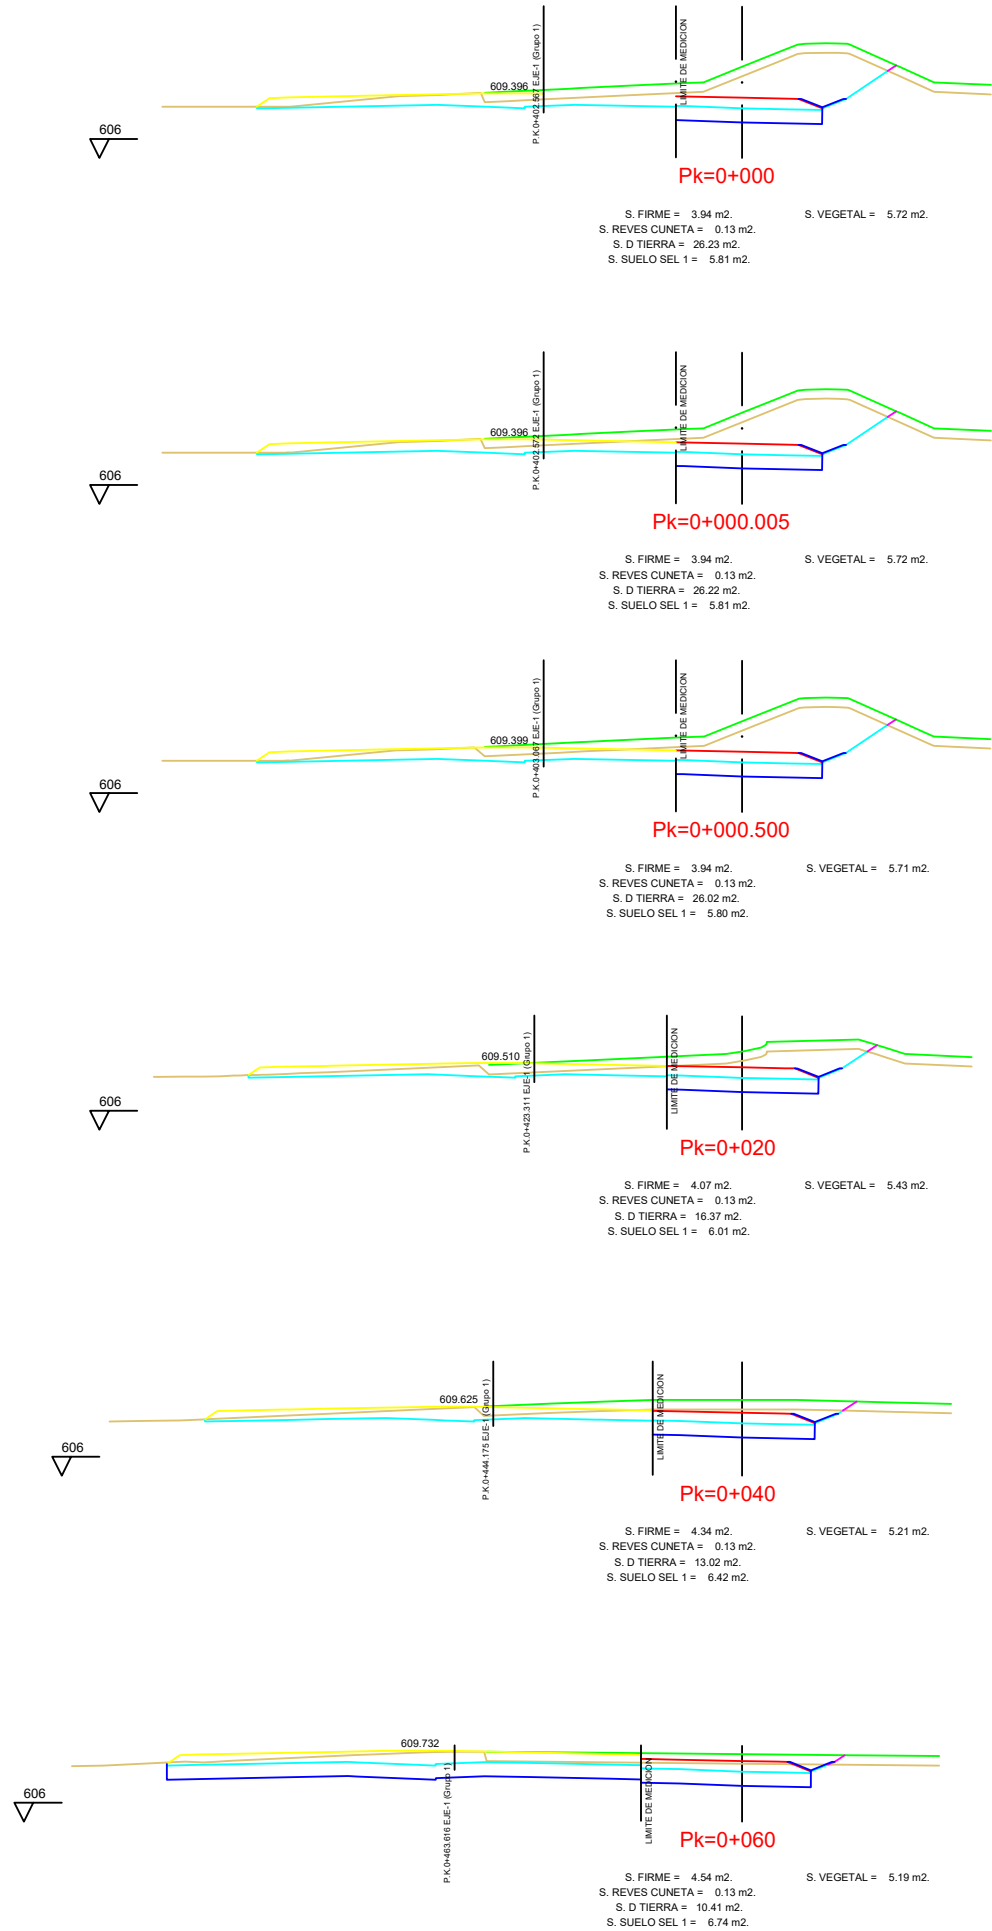 609.396
P.K.0+402.567 EJE-1 (Grupo 1)
LIMITE DE MEDICION
606
Pk=0+000
S. FIRME = 3.94 m2. S. VEGETAL = 5.72 m2.
S. REVES CUNETA = 0.13 m2.
S. D TIERRA = 26.23 m2.
S. SUELO SEL 1 = 5.81 m2.
609.396
P.K.0+402.572 EJE-1 (Grupo 1)
LIMITE DE MEDICION
606
Pk=0+000.005
S. FIRME = 3.94 m2. S. VEGETAL = 5.72 m2.
S. REVES CUNETA = 0.13 m2.
S. D TIERRA = 26.22 m2.
S. SUELO SEL 1 = 5.81 m2.
609.399
P.K.0+403.067 EJE-1 (Grupo 1)
LIMITE DE MEDICION
606
Pk=0+000.500
S. FIRME = 3.94 m2. S. VEGETAL = 5.71 m2.
S. REVES CUNETA = 0.13 m2.
S. D TIERRA = 26.02 m2.
S. SUELO SEL 1 = 5.80 m2.
609.510
P.K.0+423.311 EJE-1 (Grupo 1)
LIMITE DE MEDICION
606
Pk=0+020
S. FIRME = 4.07 m2. S. VEGETAL = 5.43 m2.
S. REVES CUNETA = 0.13 m2.
S. D TIERRA = 16.37 m2.
S. SUELO SEL 1 = 6.01 m2.
609.625
P.K.0+444.175 EJE-1 (Grupo 1)
LIMITE DE MEDICION
606
Pk=0+040
S. FIRME = 4.34 m2. S. VEGETAL = 5.21 m2.
S. REVES CUNETA = 0.13 m2.
S. D TIERRA = 13.02 m2.
S. SUELO SEL 1 = 6.42 m2.
609.732
P.K.0+463.616 EJE-1 (Grupo 1)
LIMITE DE MEDICION
606
Pk=0+060
S. FIRME = 4.54 m2. S. VEGETAL = 5.19 m2.
S. REVES CUNETA = 0.13 m2.
S. D TIERRA = 10.41 m2.
S. SUELO SEL 1 = 6.74 m2.